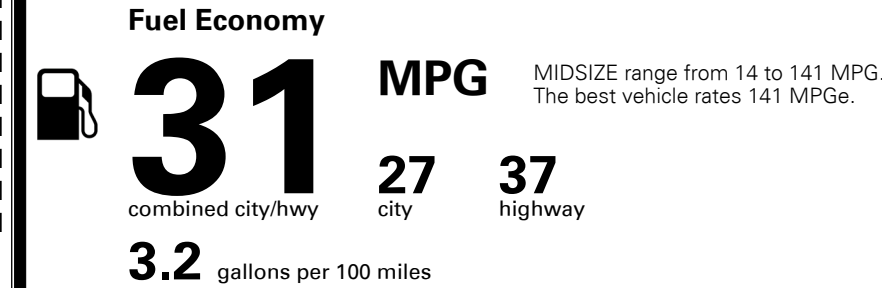 Fuel Economy
31 MPG
MIDSIZE range from 14 to 141 MPG.
The best vehicle rates 141 MPGe.
combined city/hwy
27 city
37 highway
3.2 gallons per 100 miles